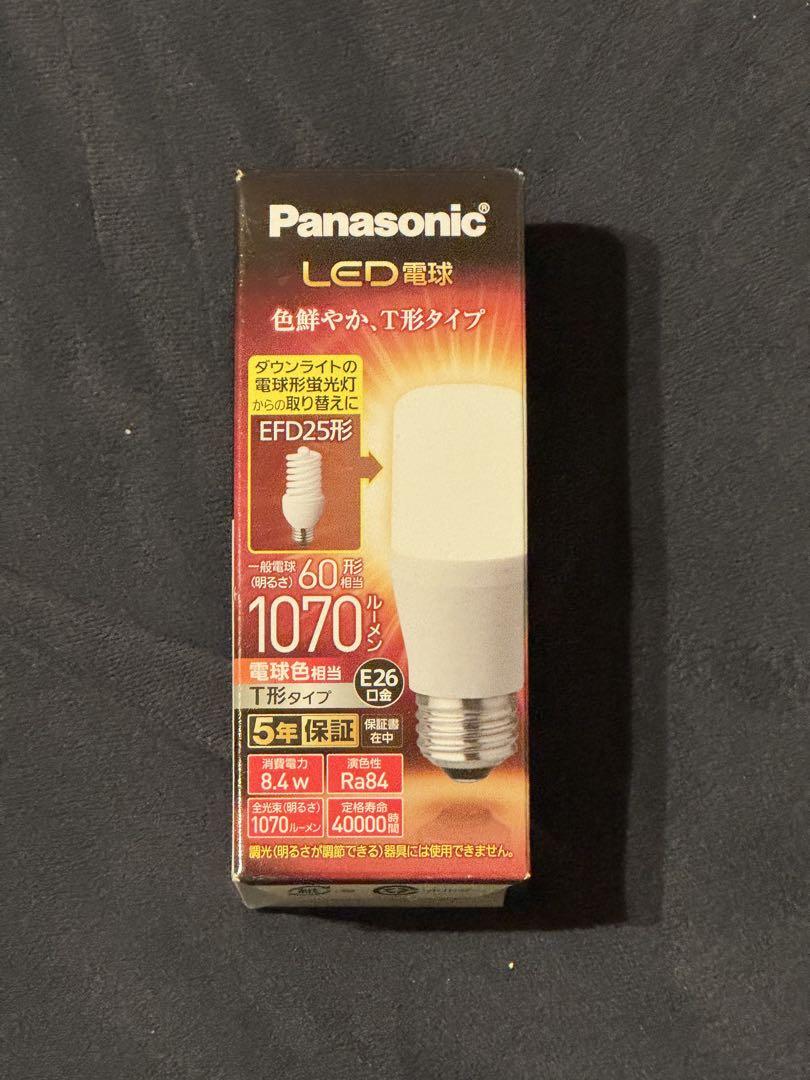 Panasonic®
LED電球
色鮮やか、T形タイプ
ダウンライトの
電球形蛍光灯
からの取り替えに
EFD25形
一般電球
(明るさ)
60形
相当
1070ルーメン
電球色相当
T形タイプ
E26
口金
5年保証
保証書
在中
消費電力
8.4W
演色性
Ra84
全光束(明るさ)
1070ルーメン
定格寿命
40000時間
調光(明るさが調節できる)器具には使用できません。